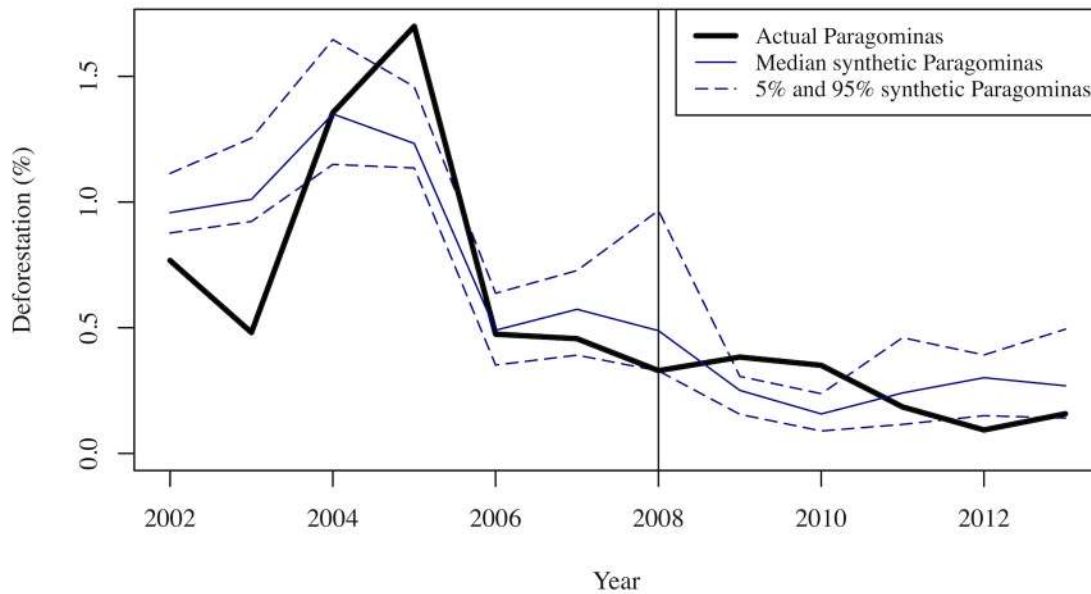 Actual Paragominas
Median synthetic Paragominas
5% and 95% synthetic Paragominas
Deforestation (%)
1.5
1.0
0.5
0.0
2002 2004 2006 2008 2010 2012
Year